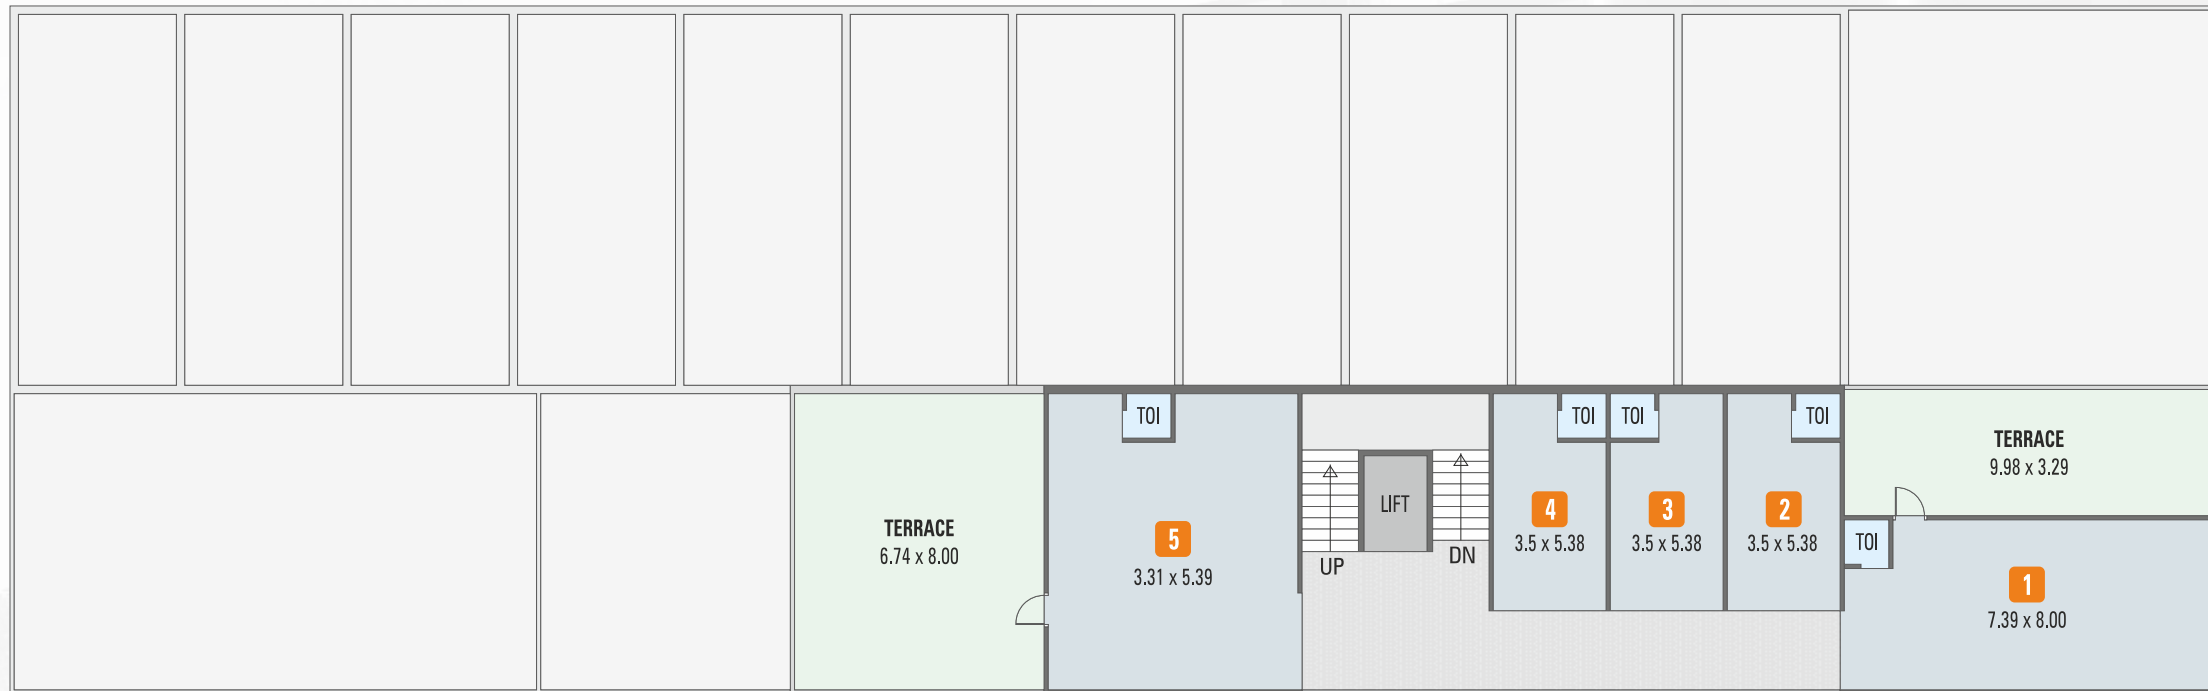 TOI
TOI
TOI
TOI
TERRACE
9.98 x 3.29
TERRACE
6.74 x 8.00
5
3.31 x 5.39
UP
LIFT
DN
4
3.5 x 5.38
3
3.5 x 5.38
2
3.5 x 5.38
TOI
1
7.39 x 8.00